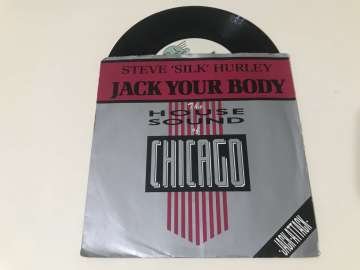 STEVE 'SILK' HURLEY
JACK YOUR BODY
The
HOUSE
SOUND
of
CHICAGO
JACK ATTACK